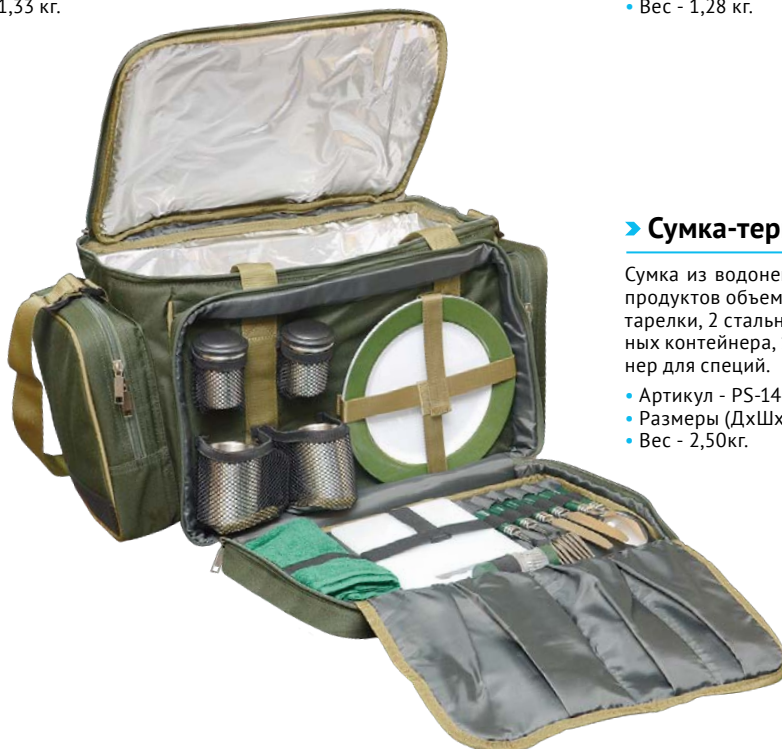 1,33 кг.
• Вес - 1,28 кг.
Сумка-тер
Сумка из водоне
продуктов объем
тарелки, 2 стальн
ных контейнера,
нер для специй.
• Артикул - PS-14
• Размеры (ДхШх
• Вес - 2,50кг.